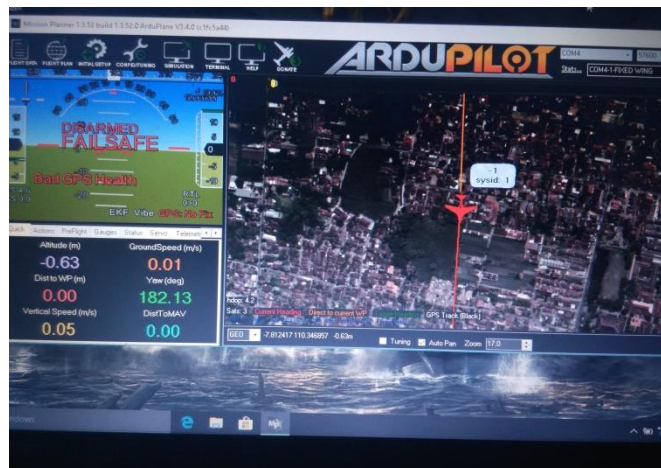 Mission Planner 1.3.52 build 1.3.52.0 ArduPlane V3.4.0 (c1fc5a44)
FLIGHT DATA FLIGHT PLAN INITIAL SETUP CONFIG/TUNING SIMULATION TERMINAL HELP DONATE
ARDUPILOT
COM4 57600
Stats... COM4-1-FIXED WING
DISARMED
FAILSAFE
Bad GPS Health
RTL
EKF Vibe GPS: No Fix
Quick Actions PreFlight Gauges Status Servo Telemetry
Altitude (m) GroundSpeed (m/s)
-0.63 0.01
Dist to WP (m) Yaw (deg)
0.00 182.13
Vertical Speed (m/s) DistToMAV
0.05 0.00
-1
sysid: 1
hdop: 4.2
Sats: 3 Current Heading Direct to current WP GPS Track (Black)
GEO -7.812417 110.346857 -0.63m Tuning Auto Pan Zoom 17.0